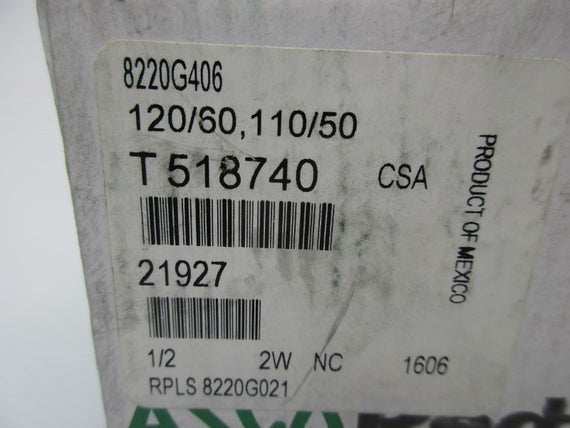 8220G406
120/60,110/50
T 518740 CSA
PRODUCT OF MEXICO
21927
1/2 2W NC 1606
RPLS 8220G021